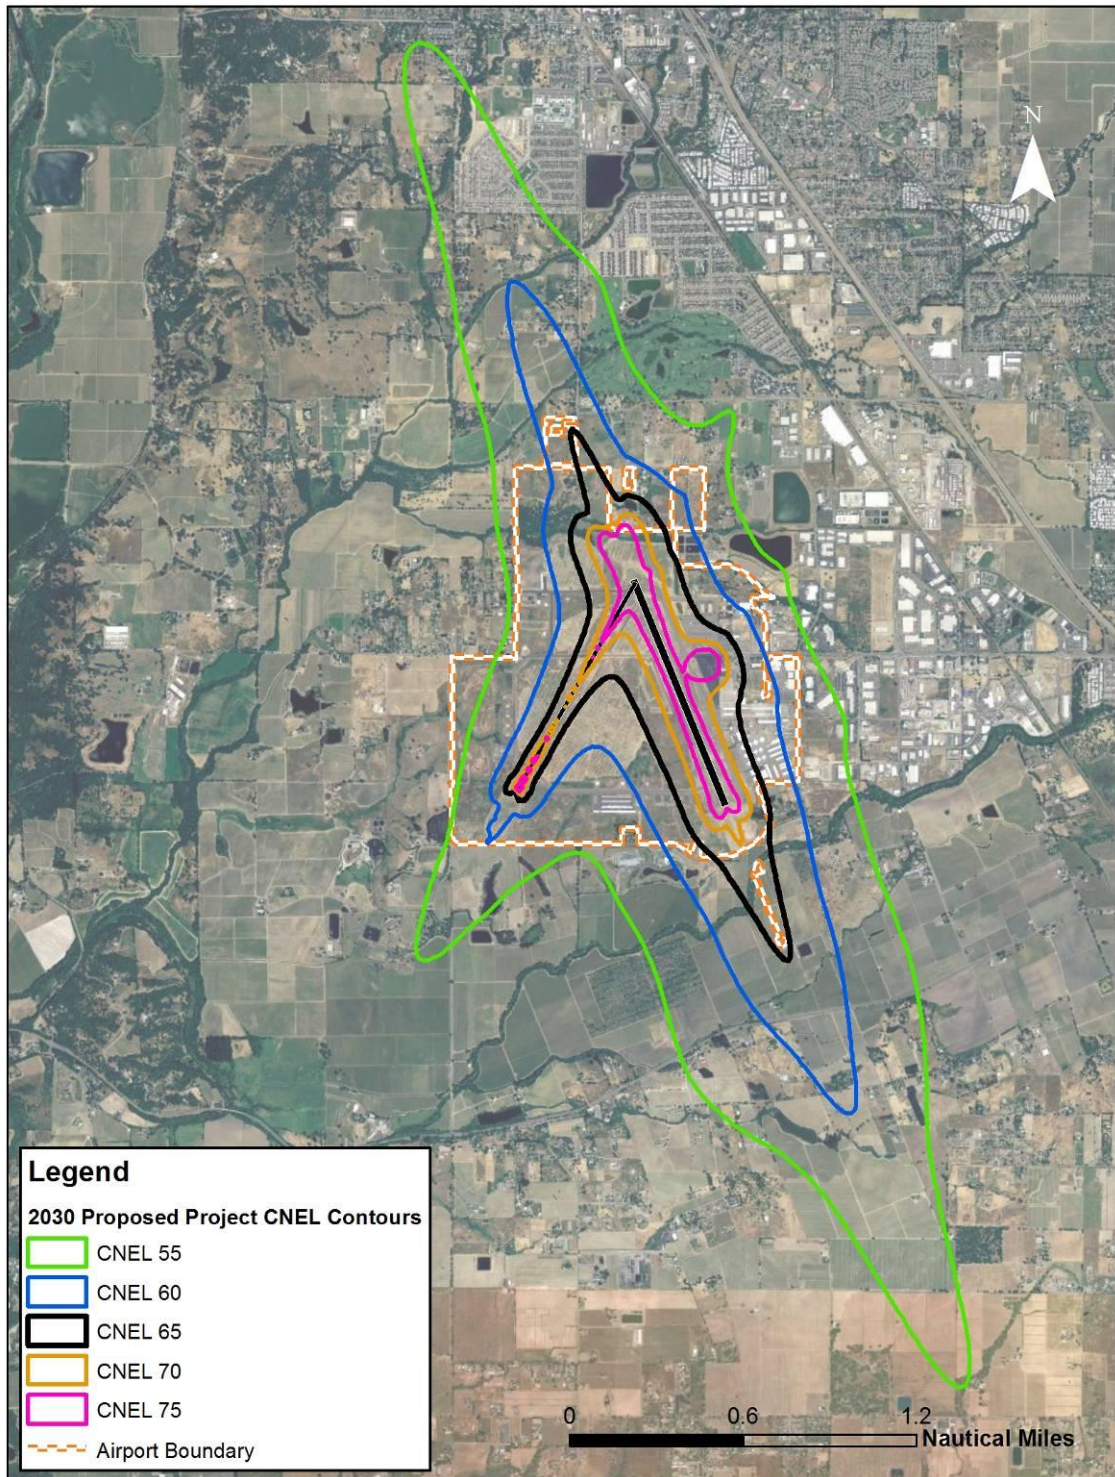 N
Legend
2030 Proposed Project CNEL Contours
CNEL 55
CNEL 60
CNEL 65
CNEL 70
CNEL 75
Airport Boundary
0 0.6 1.2
Nautical Miles